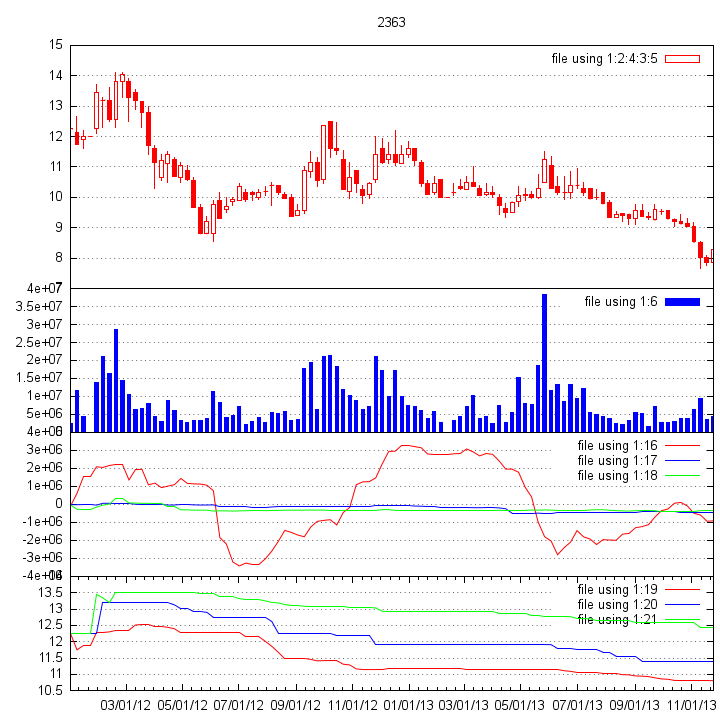 2363
15
file using 1:2:4:3:5
14
13
12
11
10
9
8
7
4e+07
file using 1:6
3.5e+07
3e+07
2.5e+07
2e+07
1.5e+07
1e+07
5e+06
0
4e+06
file using 1:16
3e+06
file using 1:17
2e+06
file using 1:18
1e+06
0
-1e+06
-2e+06
-3e+06
-4e+06
14
13.5
file using 1:19
13
file using 1:20
12.5
file using 1:21
12
11.5
11
10.5
03/01/12 05/01/12 07/01/12 09/01/12 11/01/12 01/01/13 03/01/13 05/01/13 07/01/13 09/01/13 11/01/13